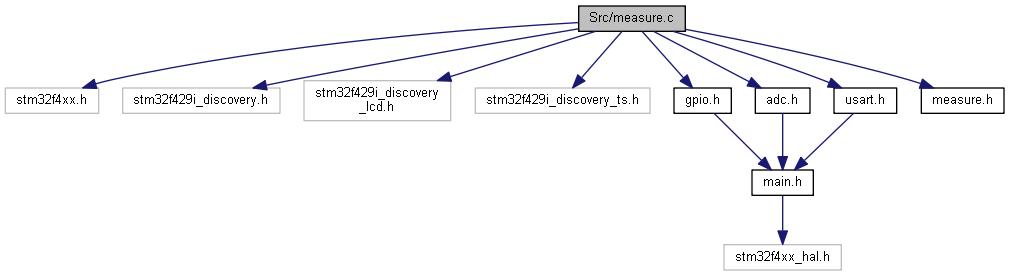 Src/measure.c
stm32f4xx.h
stm32f429i_discovery.h
stm32f429i_discovery
_lcd.h
stm32f429i_discovery_ts.h
gpio.h
adc.h
usart.h
measure.h
main.h
stm32f4xx_hal.h